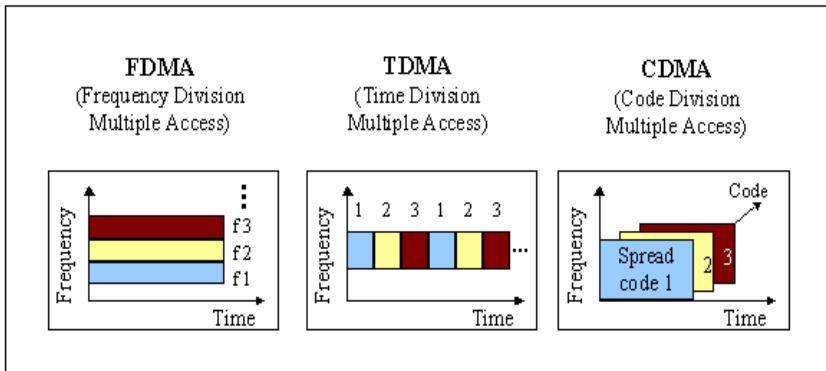 FDMA
(Frequency Division
Multiple Access)
Frequency
f3
f2
f1
Time
TDMA
(Time Division
Multiple Access)
Frequency
1 2 3 1 2 3
...
Time
CDMA
(Code Division
Multiple Access)
Frequency
Code
Spread
code 1
2
3
Time